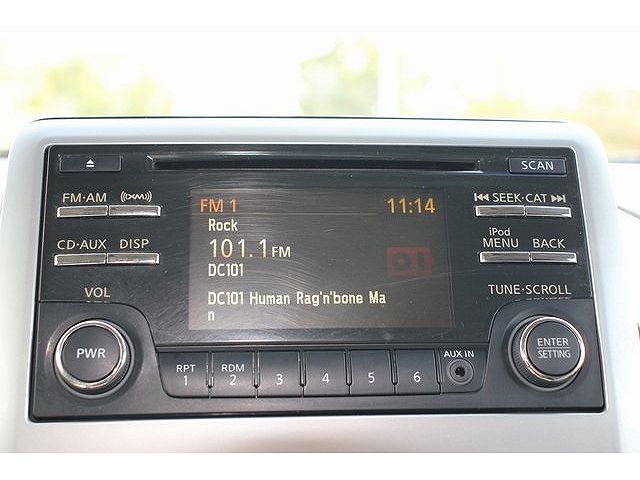 SCAN
FM·AM ((XM))
SEEK·CAT
CD·AUX DISP
iPod
MENU BACK
VOL
TUNE·SCROLL
FM 1 11:14
Rock
101.1 FM
DC101
DC101 Human Rag'n'bone Ma
n
PWR
ENTER
SETTING
RPT
1
RDM
2
3
4
5
6
AUX IN